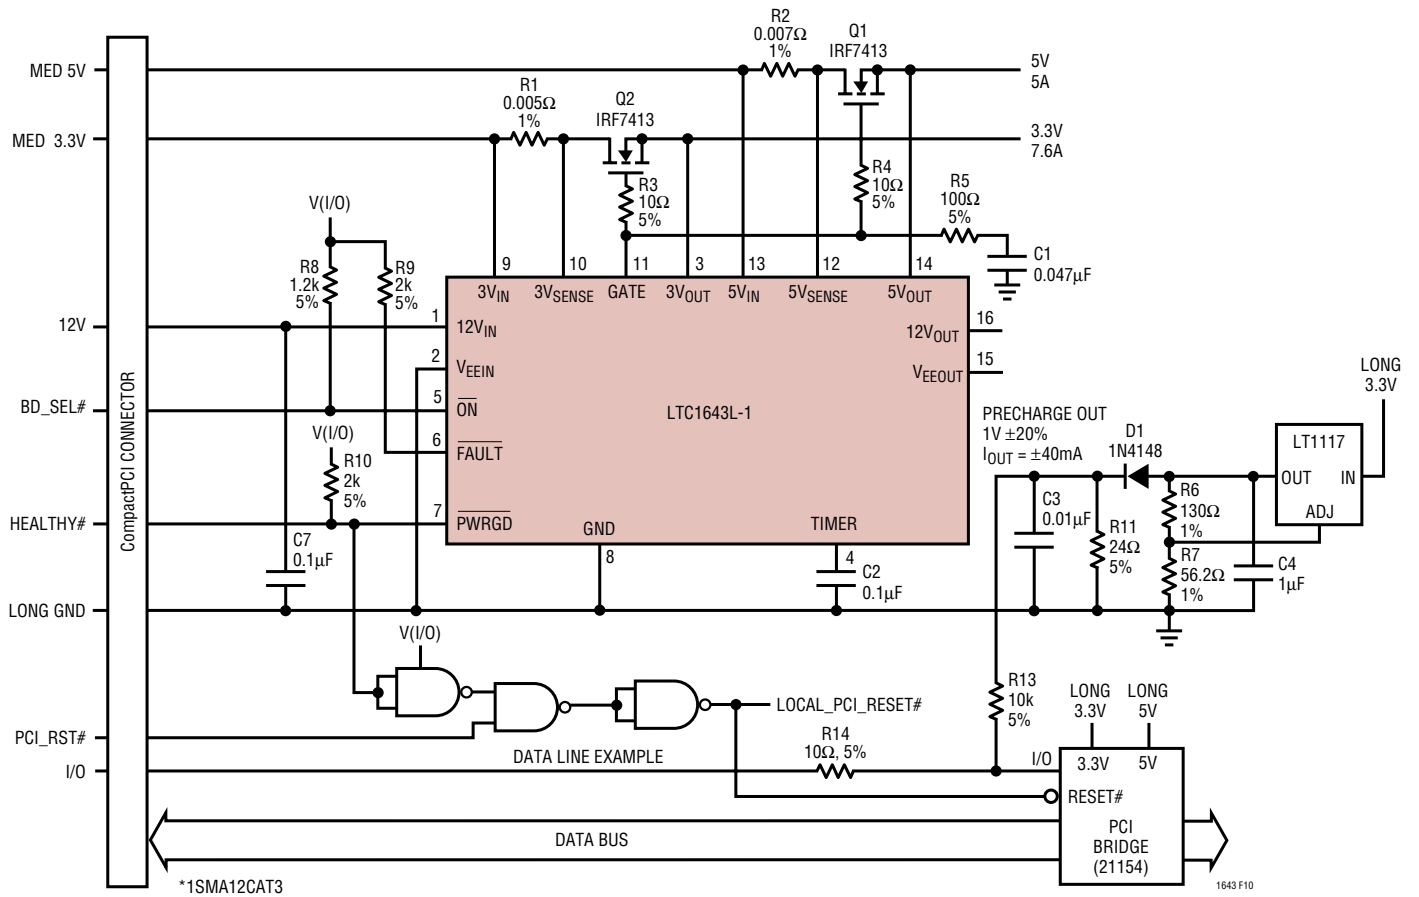 R2
0.007Ω
1%
Q1
IRF7413
MED 5V
5V
5A
R1
0.005Ω
1%
Q2
IRF7413
MED 3.3V
3.3V
7.6A
R3
10Ω
5%
R4
10Ω
5%
R5
100Ω
5%
C1
0.047µF
V(I/O)
R8
1.2k
5%
R9
2k
5%
9
10
11
3
13
12
14
3VIN
3VSENSE
GATE
3VOUT
5VIN
5VSENSE
5VOUT
12V
1
12VIN
12VOUT
16
2
VEEIN
VEEOUT
15
BD_SEL#
5
ON
LTC1643L-1
6
FAULT
V(I/O)
R10
2k
5%
HEALTHY#
7
PWRGD
GND
8
TIMER
4
C7
0.1µF
C2
0.1µF
CompactPCI CONNECTOR
PRECHARGE OUT
1V ±20%
IOUT = ±40mA
D1
1N4148
LONG
3.3V
LT1117
OUT
IN
ADJ
C3
0.01µF
R11
24Ω
5%
R6
130Ω
1%
R7
56.2Ω
1%
C4
1µF
LONG GND
V(I/O)
LOCAL_PCI_RESET#
PCI_RST#
I/O
DATA LINE EXAMPLE
R14
10Ω, 5%
R13
10k
5%
LONG
3.3V
LONG
5V
I/O
3.3V
5V
RESET#
PCI
BRIDGE
(21154)
DATA BUS
*1SMA12CAT3
1643 F10